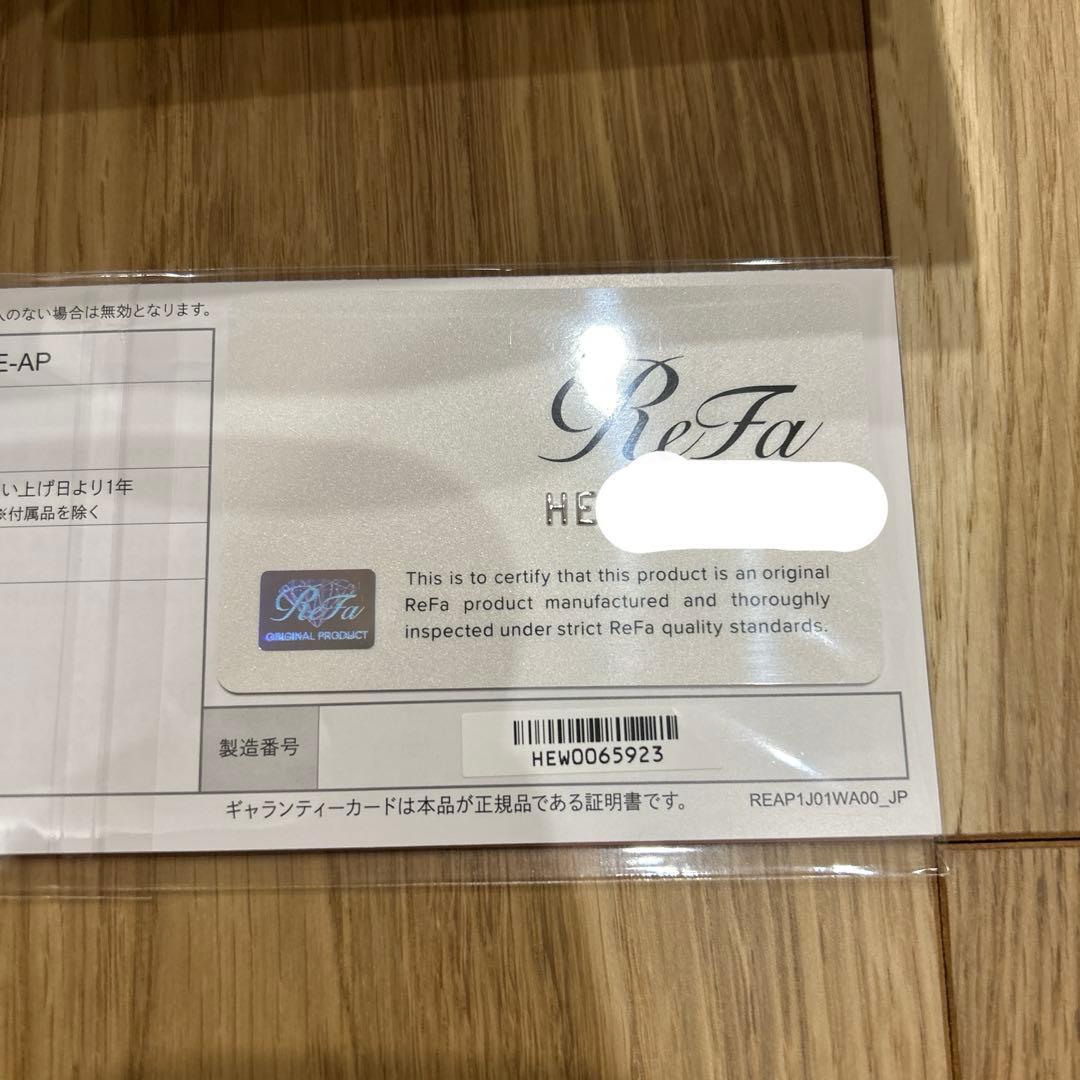 入のない場合は無効となります。
E-AP
い上げ日より1年
※付属品を除く
ReFa
HE
ReFa
ORIGINAL PRODUCT
This is to certify that this product is an original
ReFa product manufactured and thoroughly
inspected under strict ReFa quality standards.
製造番号
HEW0065923
ギャランティーカードは本品が正規品である証明書です。
REAP1J01WA00_JP